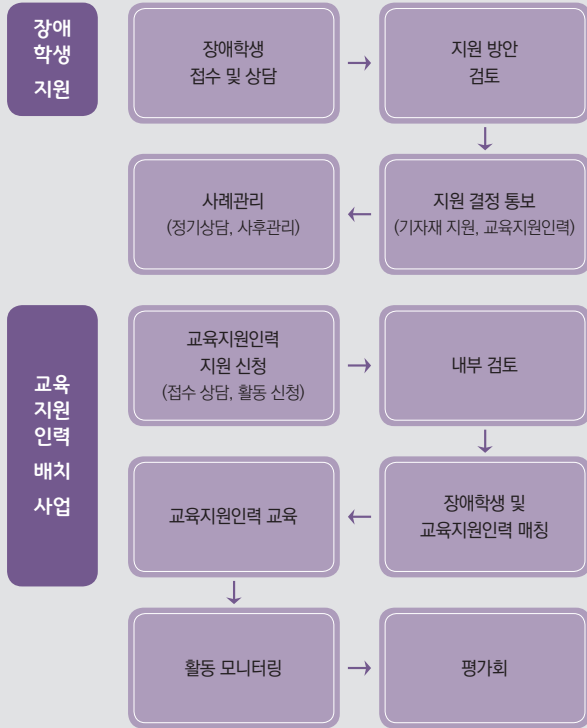 장애
학생
지원
장애학생
접수 및 상담
→
지원 방안
검토
↓
사례관리
(정기상담, 사후관리)
←
지원 결정 통보
(기자재 지원, 교육지원인력)
교육
지원
인력
배치
사업
교육지원인력
지원 신청
(접수 상담, 활동 신청)
→
내부 검토
↓
교육지원인력 교육
←
장애학생 및
교육지원인력 매칭
↓
활동 모니터링
→
평가회